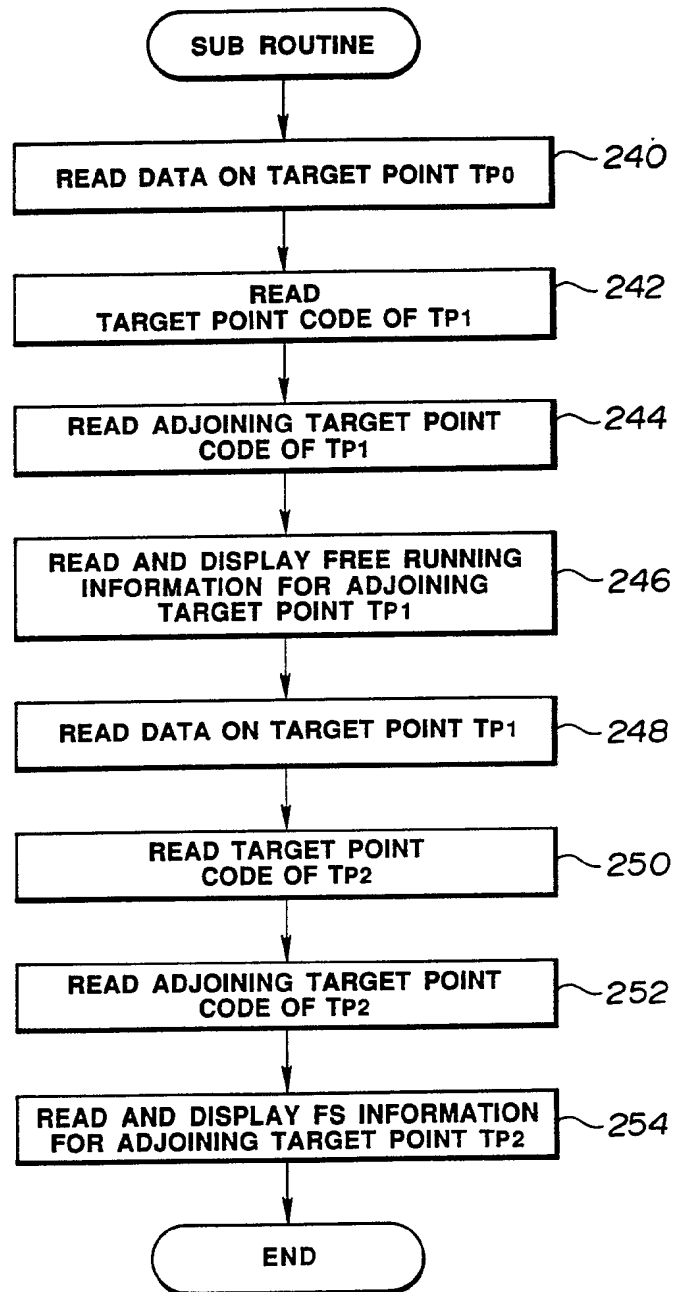 SUB ROUTINE
READ DATA ON TARGET POINT TP0
240
READ
TARGET POINT CODE OF TP1
242
READ ADJOINING TARGET POINT
CODE OF TP1
244
READ AND DISPLAY FREE RUNNING
INFORMATION FOR ADJOINING
TARGET POINT TP1
246
READ DATA ON TARGET POINT TP1
248
READ TARGET POINT
CODE OF TP2
250
READ ADJOINING TARGET POINT
CODE OF TP2
252
READ AND DISPLAY FS INFORMATION
FOR ADJOINING TARGET POINT TP2
254
END